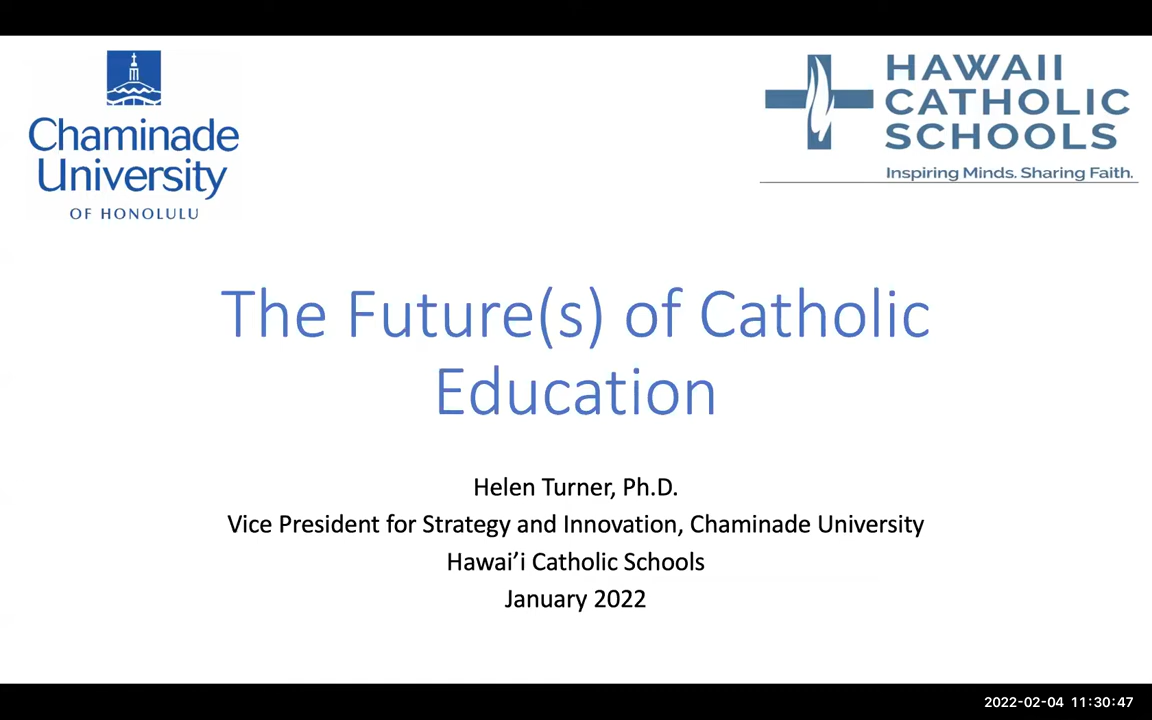 Chaminade
University
OF HONOLULU
HAWAII
CATHOLIC
SCHOOLS
Inspiring Minds. Sharing Faith.
The Future(s) of Catholic
Education
Helen Turner, Ph.D.
Vice President for Strategy and Innovation, Chaminade University
Hawai’i Catholic Schools
January 2022
2022-02-04 11:30:47